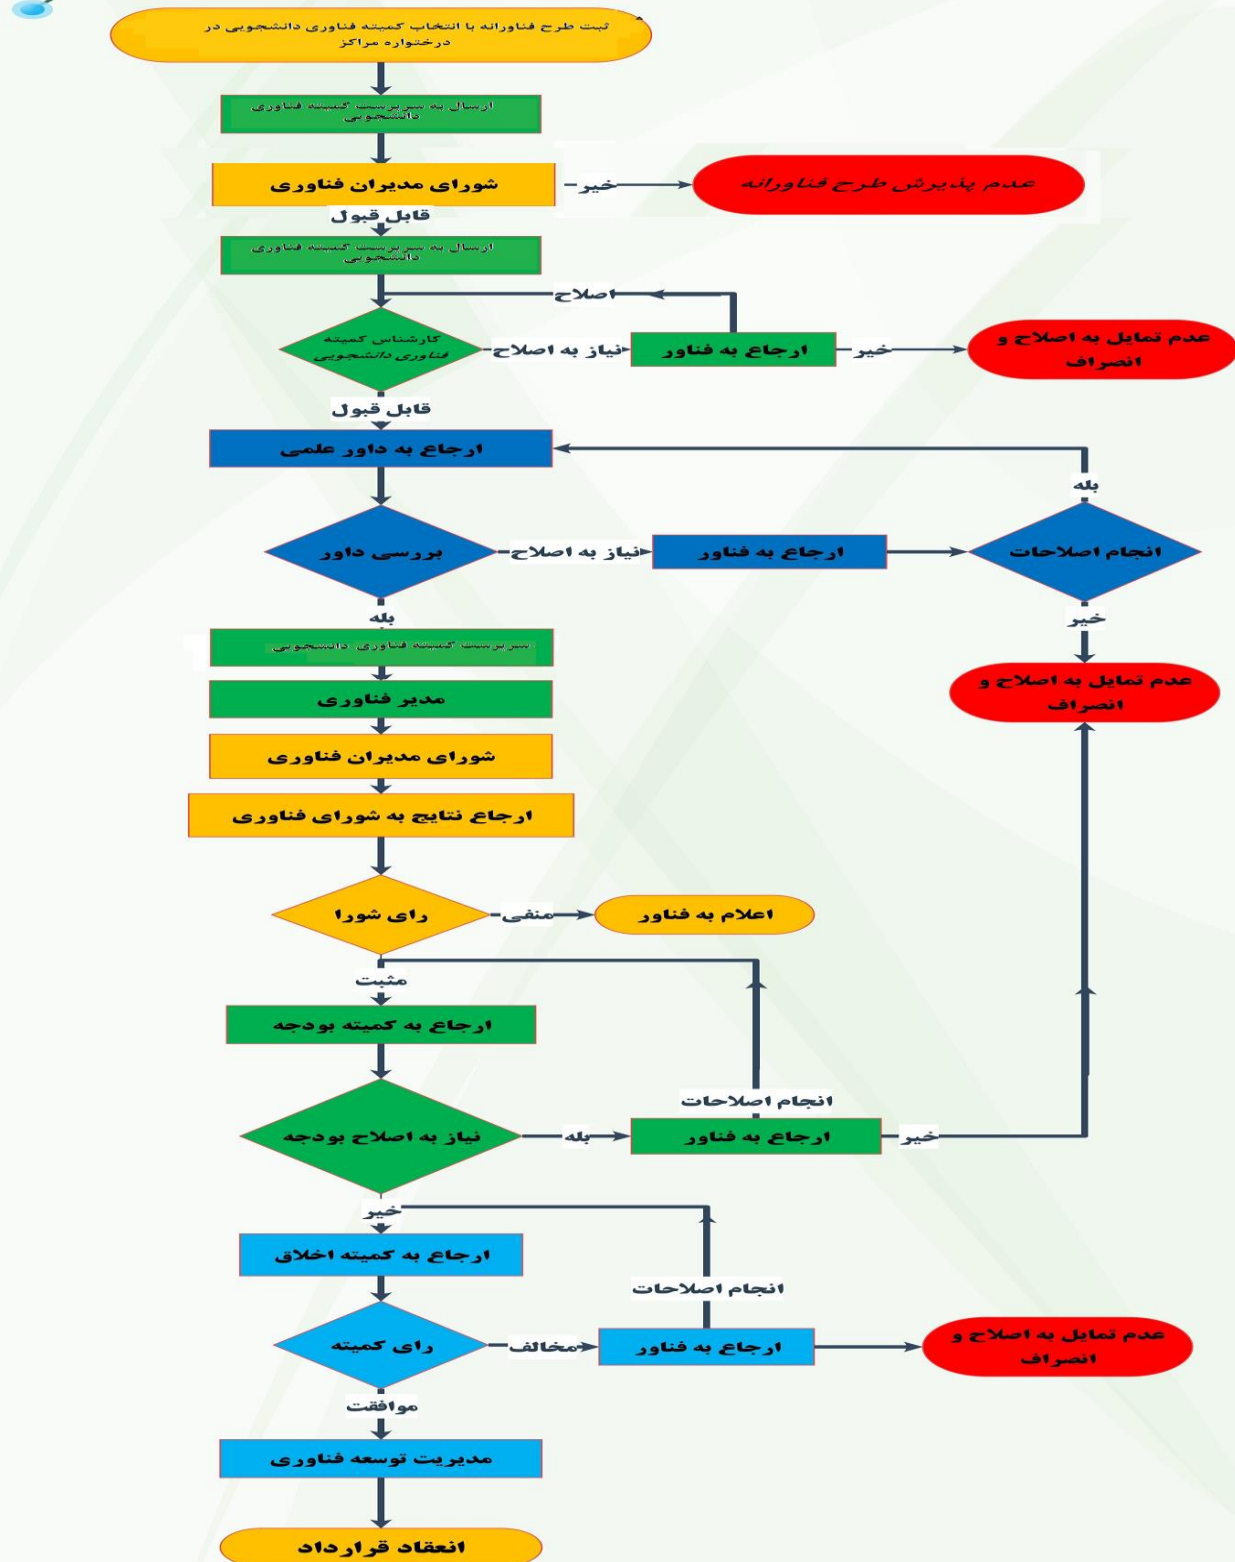 ثبت طرح فناورانه با انتخاب کمیته فناوری دانشجویی در
درختواره مراکز
ارسال به سرپرست کمیته فناوری
دانشجویی
شورای مدیران فناوری
خیر
عدم پذیرش طرح فناورانه
قابل قبول
ارسال به سرپرست کمیته فناوری
دانشجویی
اصلاح
کارشناس کمیته
فناوری دانشجویی
نیاز به اصلاح
ارجاع به فناور
خیر
عدم تمایل به اصلاح و
انصراف
قابل قبول
ارجاع به داور علمی
بله
بررسی داور
نیاز به اصلاح
ارجاع به فناور
انجام اصلاحات
بله
خیر
سرپرست کمیته فناوری دانشجویی
عدم تمایل به اصلاح و
انصراف
مدیر فناوری
شورای مدیران فناوری
ارجاع نتایج به شورای فناوری
رای شورا
منفی
اعلام به فناور
مثبت
ارجاع به کمیته بودجه
انجام اصلاحات
نیاز به اصلاح بودجه
بله
ارجاع به فناور
خیر
خیر
ارجاع به کمیته اخلاق
انجام اصلاحات
رای کمیته
مخالف
ارجاع به فناور
عدم تمایل به اصلاح و
انصراف
موافقت
مدیریت توسعه فناوری
انعقاد قرارداد